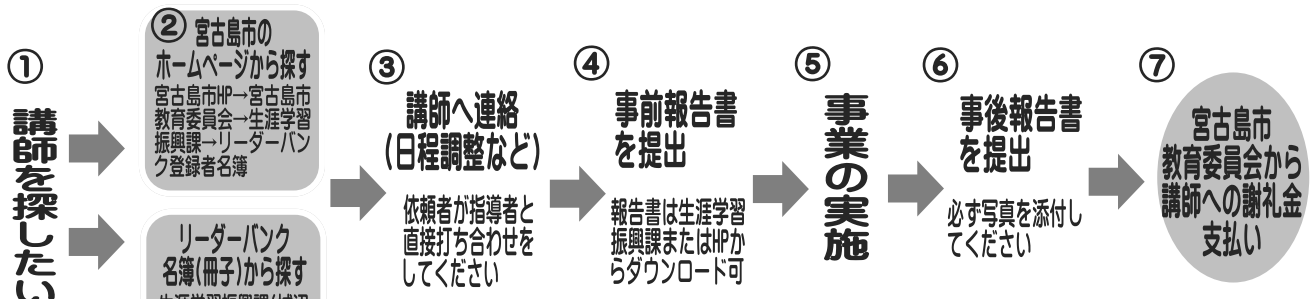 ①
講師を探したい
②
宮古島市の
ホームページから探す
宮古島市HP→宮古島市
教育委員会→生涯学習
振興課→リーダーバン
ク登録者名簿
リーダーバンク
名簿(冊子)から探す
③
講師へ連絡
(日程調整など)
依頼者が指導者と
直接打ち合わせを
してください
④
事前報告書
を提出
報告書は生涯学習
振興課またはHPか
らダウンロード可
⑤
事業の実施
⑥
事後報告書
を提出
必ず写真を添付し
てください
⑦
宮古島市
教育委員会から
講師への謝礼金
支払い